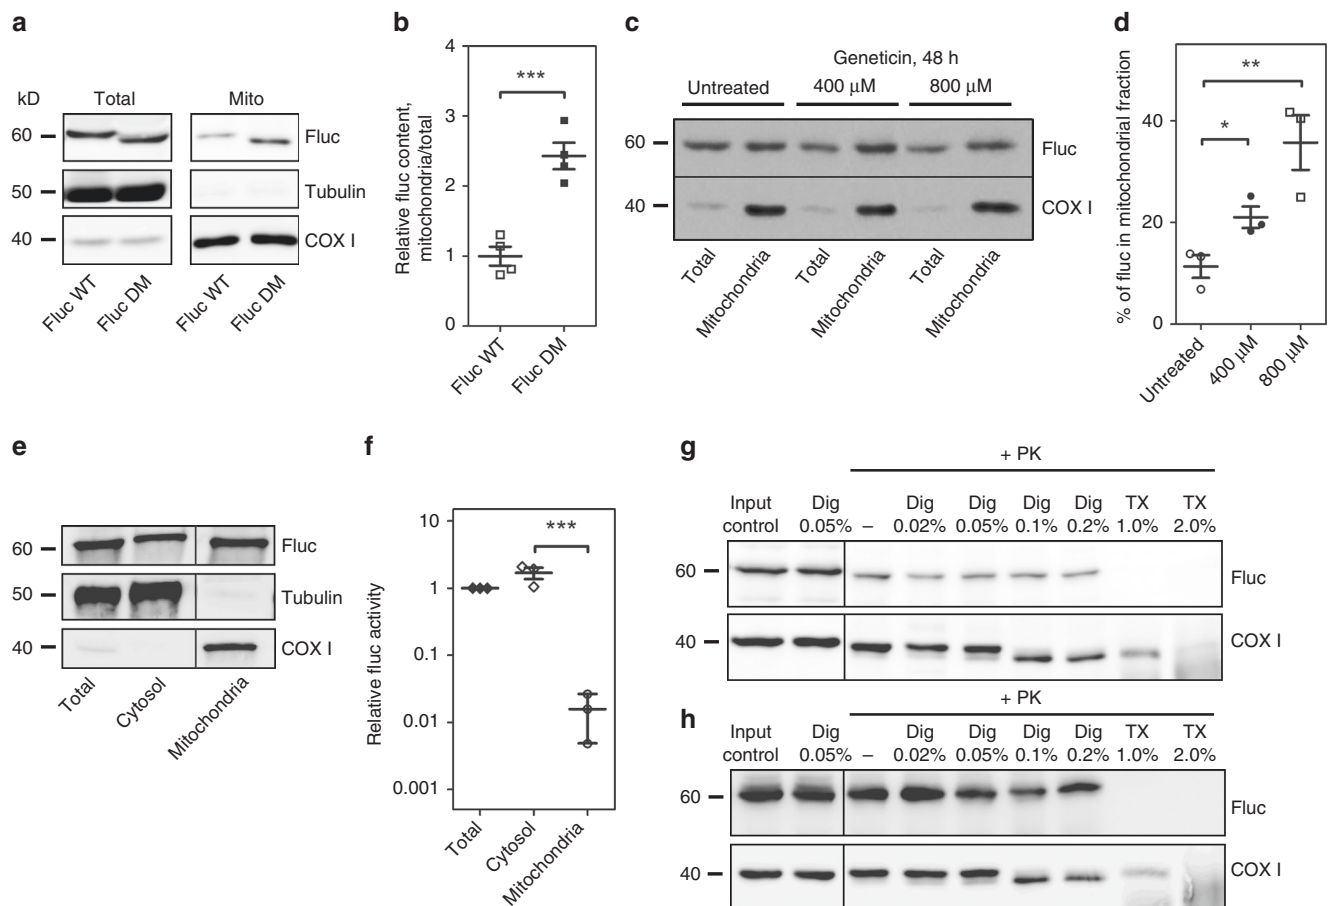 a
kD
Total
Mito
60
Fluc
50
Tubulin
40
COX I
Fluc WT
Fluc DM
Fluc WT
Fluc DM
b
Relative fluc content,
mitochondria/total
4
3
2
1
0
***
Fluc WT
Fluc DM
c
Geneticin, 48 h
Untreated
400 µM
800 µM
60
Fluc
40
COX I
Total
Mitochondria
Total
Mitochondria
Total
Mitochondria
d
% of fluc in mitochondrial fraction
40
20
0
**
*
Untreated
400 µM
800 µM
e
60
Fluc
50
Tubulin
40
COX I
Total
Cytosol
Mitochondria
f
Relative fluc activity
10
1
0.1
0.01
0.001
***
Total
Cytosol
Mitochondria
g
+ PK
Input control
Dig 0.05%
–
Dig 0.02%
Dig 0.05%
Dig 0.1%
Dig 0.2%
TX 1.0%
TX 2.0%
60
Fluc
40
COX I
h
+ PK
Input control
Dig 0.05%
–
Dig 0.02%
Dig 0.05%
Dig 0.1%
Dig 0.2%
TX 1.0%
TX 2.0%
60
Fluc
40
COX I